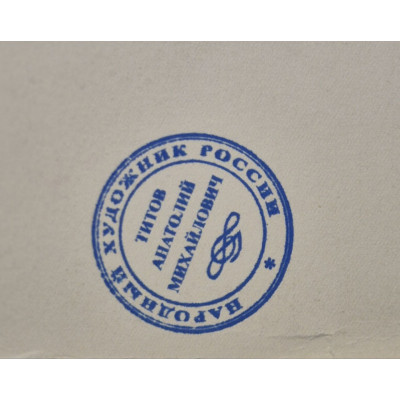 НАРОДНЫЙ ХУДОЖНИК РОССИИ *
ТИТОВ
АНАТОЛИЙ
МИХАЙЛОВИЧ